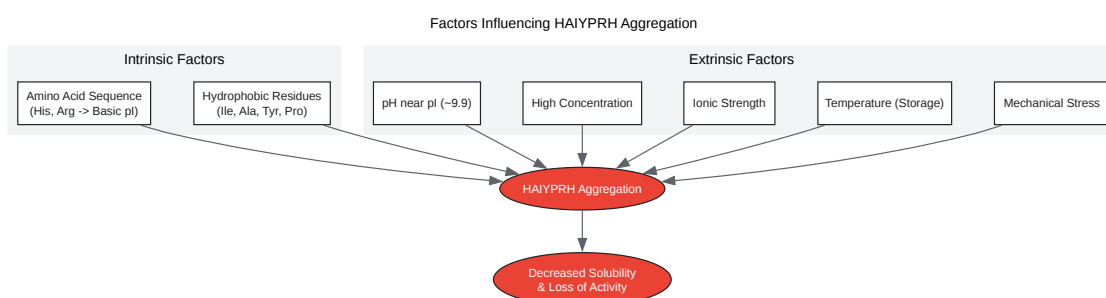 Factors Influencing HAIYPRH Aggregation
Intrinsic Factors
Extrinsic Factors
Amino Acid Sequence
(His, Arg -> Basic pI)
Hydrophobic Residues
(Ile, Ala, Tyr, Pro)
pH near pI (~9.9)
High Concentration
Ionic Strength
Temperature (Storage)
Mechanical Stress
HAIYPRH Aggregation
Decreased Solubility
& Loss of Activity